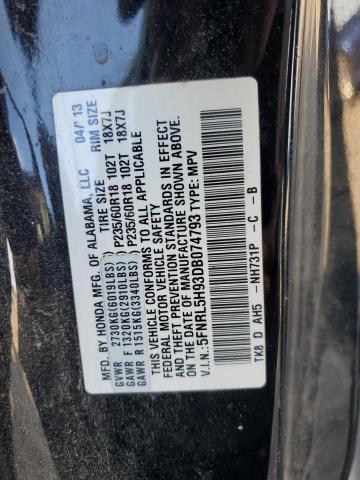 MFD. BY HONDA MFG. OF ALABAMA, LLC 04/'13
TIRE SIZE RIM SIZE
GVWR 2730KG(6019LBS)
GAWR F 1320KG(2910LBS) P235/60R18 102T 18X7J
GAWR R 1515KG(3340LBS) P235/60R18 102T 18X7J
THIS VEHICLE CONFORMS TO ALL APPLICABLE
FEDERAL MOTOR VEHICLE SAFETY
AND THEFT PREVENTION STANDARDS IN EFFECT
ON THE DATE OF MANUFACTURE SHOWN ABOVE.
V.I.N.: 5FNRL5H93DB074793 TYPE: MPV
TK8 D AH5 -NH731P -C -B